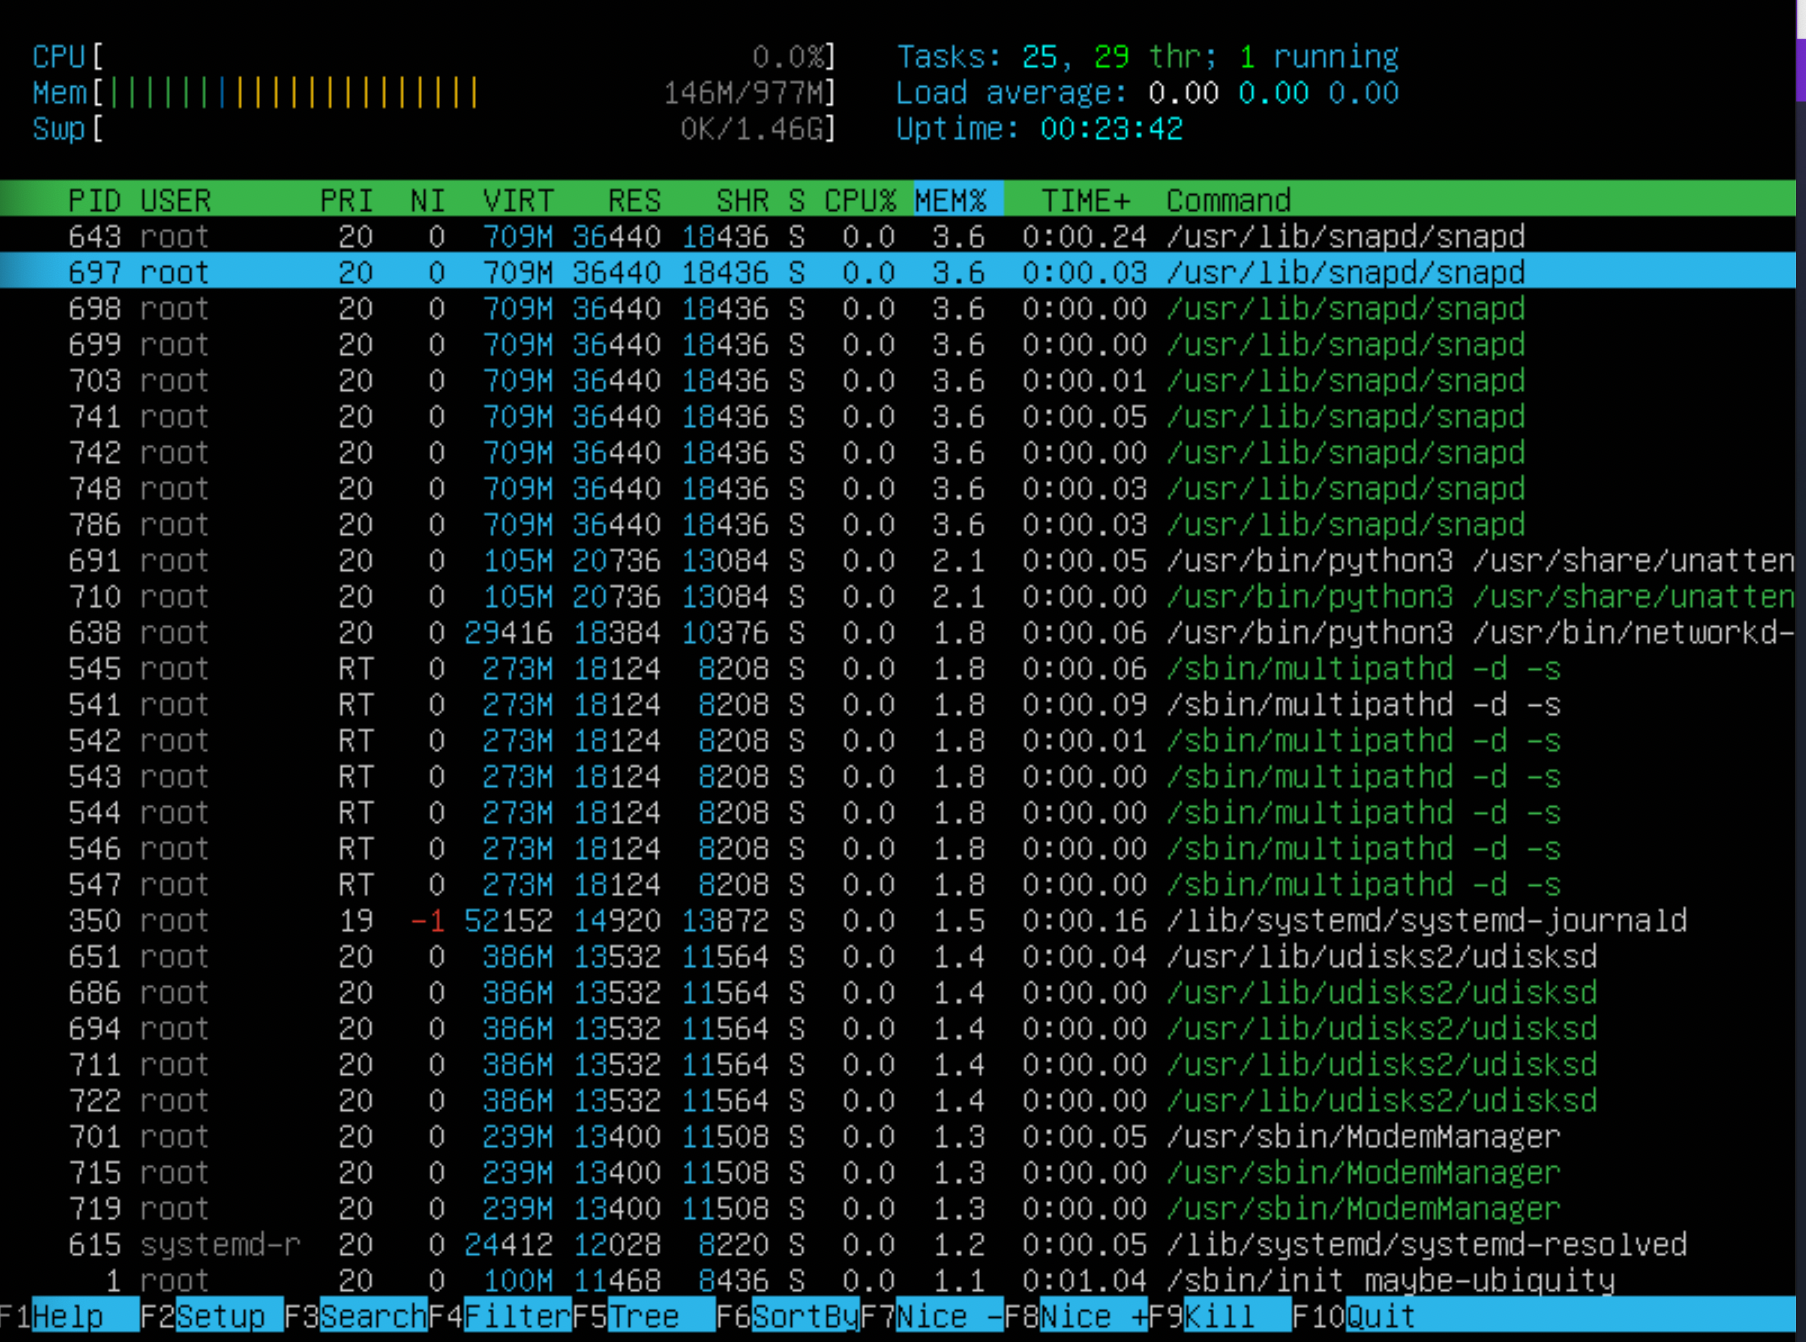 CPU[ 0.0%] Tasks: 25, 29 thr; 1 running
Mem[||||||||||||||||||||| 146M/977M] Load average: 0.00 0.00 0.00
Swp[ 0K/1.46G] Uptime: 00:23:42
PID USER PRI NI VIRT RES SHR S CPU% MEM% TIME+ Command
643 root 20 0 709M 36440 18436 S 0.0 3.6 0:00.24 /usr/lib/snapd/snapd
697 root 20 0 709M 36440 18436 S 0.0 3.6 0:00.03 /usr/lib/snapd/snapd
698 root 20 0 709M 36440 18436 S 0.0 3.6 0:00.00 /usr/lib/snapd/snapd
699 root 20 0 709M 36440 18436 S 0.0 3.6 0:00.00 /usr/lib/snapd/snapd
703 root 20 0 709M 36440 18436 S 0.0 3.6 0:00.01 /usr/lib/snapd/snapd
741 root 20 0 709M 36440 18436 S 0.0 3.6 0:00.05 /usr/lib/snapd/snapd
742 root 20 0 709M 36440 18436 S 0.0 3.6 0:00.00 /usr/lib/snapd/snapd
748 root 20 0 709M 36440 18436 S 0.0 3.6 0:00.03 /usr/lib/snapd/snapd
786 root 20 0 709M 36440 18436 S 0.0 3.6 0:00.03 /usr/lib/snapd/snapd
691 root 20 0 105M 20736 13084 S 0.0 2.1 0:00.05 /usr/bin/python3 /usr/share/unatten
710 root 20 0 105M 20736 13084 S 0.0 2.1 0:00.00 /usr/bin/python3 /usr/share/unatten
638 root 20 0 29416 18384 10376 S 0.0 1.8 0:00.06 /usr/bin/python3 /usr/bin/networkd-
545 root RT 0 273M 18124 8208 S 0.0 1.8 0:00.06 /sbin/multipathd -d -s
541 root RT 0 273M 18124 8208 S 0.0 1.8 0:00.09 /sbin/multipathd -d -s
542 root RT 0 273M 18124 8208 S 0.0 1.8 0:00.01 /sbin/multipathd -d -s
543 root RT 0 273M 18124 8208 S 0.0 1.8 0:00.00 /sbin/multipathd -d -s
544 root RT 0 273M 18124 8208 S 0.0 1.8 0:00.00 /sbin/multipathd -d -s
546 root RT 0 273M 18124 8208 S 0.0 1.8 0:00.00 /sbin/multipathd -d -s
547 root RT 0 273M 18124 8208 S 0.0 1.8 0:00.00 /sbin/multipathd -d -s
350 root 19 -1 52152 14920 13872 S 0.0 1.5 0:00.16 /lib/systemd/systemd-journald
651 root 20 0 386M 13532 11564 S 0.0 1.4 0:00.04 /usr/lib/udisks2/udisksd
686 root 20 0 386M 13532 11564 S 0.0 1.4 0:00.00 /usr/lib/udisks2/udisksd
694 root 20 0 386M 13532 11564 S 0.0 1.4 0:00.00 /usr/lib/udisks2/udisksd
711 root 20 0 386M 13532 11564 S 0.0 1.4 0:00.00 /usr/lib/udisks2/udisksd
722 root 20 0 386M 13532 11564 S 0.0 1.4 0:00.00 /usr/lib/udisks2/udisksd
701 root 20 0 239M 13400 11508 S 0.0 1.3 0:00.05 /usr/sbin/ModemManager
715 root 20 0 239M 13400 11508 S 0.0 1.3 0:00.00 /usr/sbin/ModemManager
719 root 20 0 239M 13400 11508 S 0.0 1.3 0:00.00 /usr/sbin/ModemManager
615 systemd-r 20 0 24412 12028 8220 S 0.0 1.2 0:00.05 /lib/systemd/systemd-resolved
1 root 20 0 100M 11468 8436 S 0.0 1.1 0:01.04 /sbin/init maybe-ubiquity
F1Help F2Setup F3SearchF4FilterF5Tree F6SortByF7Nice -F8Nice +F9Kill F10Quit